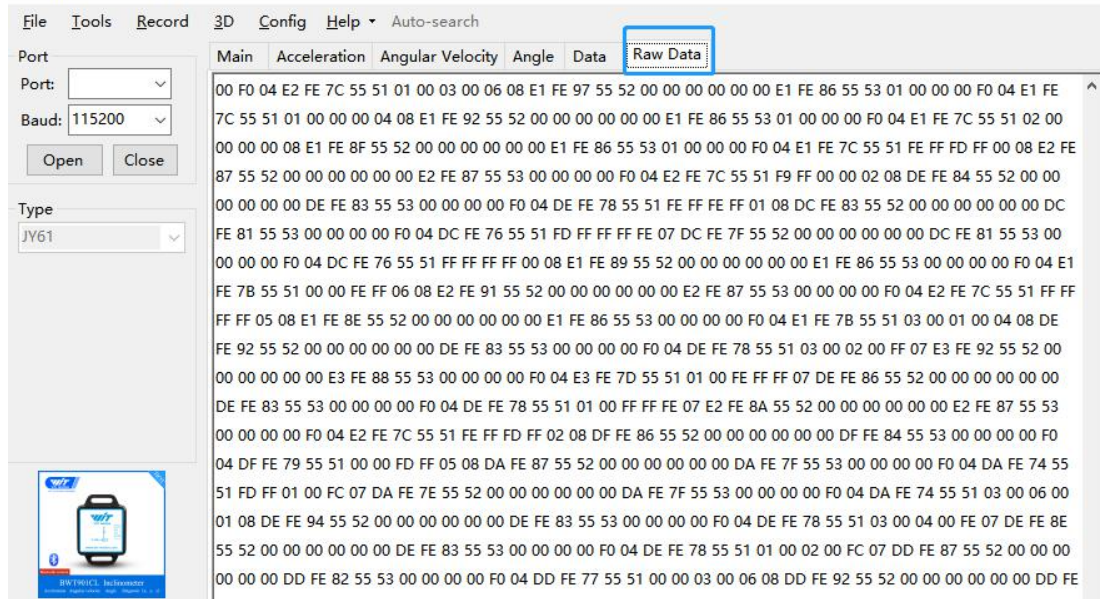 File Tools Record 3D Config Help Auto-search
Port
Port:
Baud: 115200
Open Close
Type
JY61
Main Acceleration Angular Velocity Angle Data Raw Data
00 F0 04 E2 FE 7C 55 51 01 00 03 00 06 08 E1 FE 97 55 52 00 00 00 00 00 00 E1 FE 86 55 53 01 00 00 00 F0 04 E1 FE
7C 55 51 01 00 00 00 04 08 E1 FE 92 55 52 00 00 00 00 00 00 E1 FE 86 55 53 01 00 00 00 F0 04 E1 FE 7C 55 51 02 00
00 00 00 08 E1 FE 8F 55 52 00 00 00 00 00 00 E1 FE 86 55 53 01 00 00 00 F0 04 E1 FE 7C 55 51 FE FF FD FF 00 08 E2 FE
87 55 52 00 00 00 00 00 00 E2 FE 87 55 53 00 00 00 00 F0 04 E2 FE 7C 55 51 F9 FF 00 00 02 08 DE FE 84 55 52 00 00
00 00 00 00 DE FE 83 55 53 00 00 00 00 F0 04 DE FE 78 55 51 FE FF FE FF 01 08 DC FE 83 55 52 00 00 00 00 00 00 DC
FE 81 55 53 00 00 00 00 F0 04 DC FE 76 55 51 FD FF FF FF FE 07 DC FE 7F 55 52 00 00 00 00 00 00 DC FE 81 55 53 00
00 00 00 F0 04 DC FE 76 55 51 FF FF FF FF 00 08 E1 FE 89 55 52 00 00 00 00 00 00 E1 FE 86 55 53 00 00 00 00 F0 04 E1
FE 7B 55 51 00 00 FE FF 06 08 E2 FE 91 55 52 00 00 00 00 00 00 E2 FE 87 55 53 00 00 00 00 F0 04 E2 FE 7C 55 51 FF FF
FF FF 05 08 E1 FE 8E 55 52 00 00 00 00 00 00 E1 FE 86 55 53 00 00 00 00 F0 04 E1 FE 7B 55 51 03 00 01 00 04 08 DE
FE 92 55 52 00 00 00 00 00 00 DE FE 83 55 53 00 00 00 00 F0 04 DE FE 78 55 51 03 00 02 00 FF 07 E3 FE 92 55 52 00
00 00 00 00 00 E3 FE 88 55 53 00 00 00 00 F0 04 E3 FE 7D 55 51 01 00 FE FF FF 07 DE FE 86 55 52 00 00 00 00 00 00
DE FE 83 55 53 00 00 00 00 F0 04 DE FE 78 55 51 01 00 FF FF FE 07 E2 FE 8A 55 52 00 00 00 00 00 00 E2 FE 87 55 53
00 00 00 00 F0 04 E2 FE 7C 55 51 FE FF FD FF 02 08 DF FE 86 55 52 00 00 00 00 00 00 DF FE 84 55 53 00 00 00 00 F0
04 DF FE 79 55 51 00 00 FD FF 05 08 DA FE 87 55 52 00 00 00 00 00 00 DA FE 7F 55 53 00 00 00 00 F0 04 DA FE 74 55
51 FD FF 01 00 FC 07 DA FE 7E 55 52 00 00 00 00 00 00 DA FE 7F 55 53 00 00 00 00 F0 04 DA FE 74 55 51 03 00 06 00
01 08 DE FE 94 55 52 00 00 00 00 00 00 DE FE 83 55 53 00 00 00 00 F0 04 DE FE 78 55 51 03 00 04 00 FE 07 DE FE 8E
55 52 00 00 00 00 00 00 DE FE 83 55 53 00 00 00 00 F0 04 DE FE 78 55 51 01 00 02 00 FC 07 DD FE 87 55 52 00 00 00
00 00 00 DD FE 82 55 53 00 00 00 00 F0 04 DD FE 77 55 51 00 00 03 00 06 08 DD FE 92 55 52 00 00 00 00 00 00 DD FE
WIT
WIT
BWT901CL Inclinometer